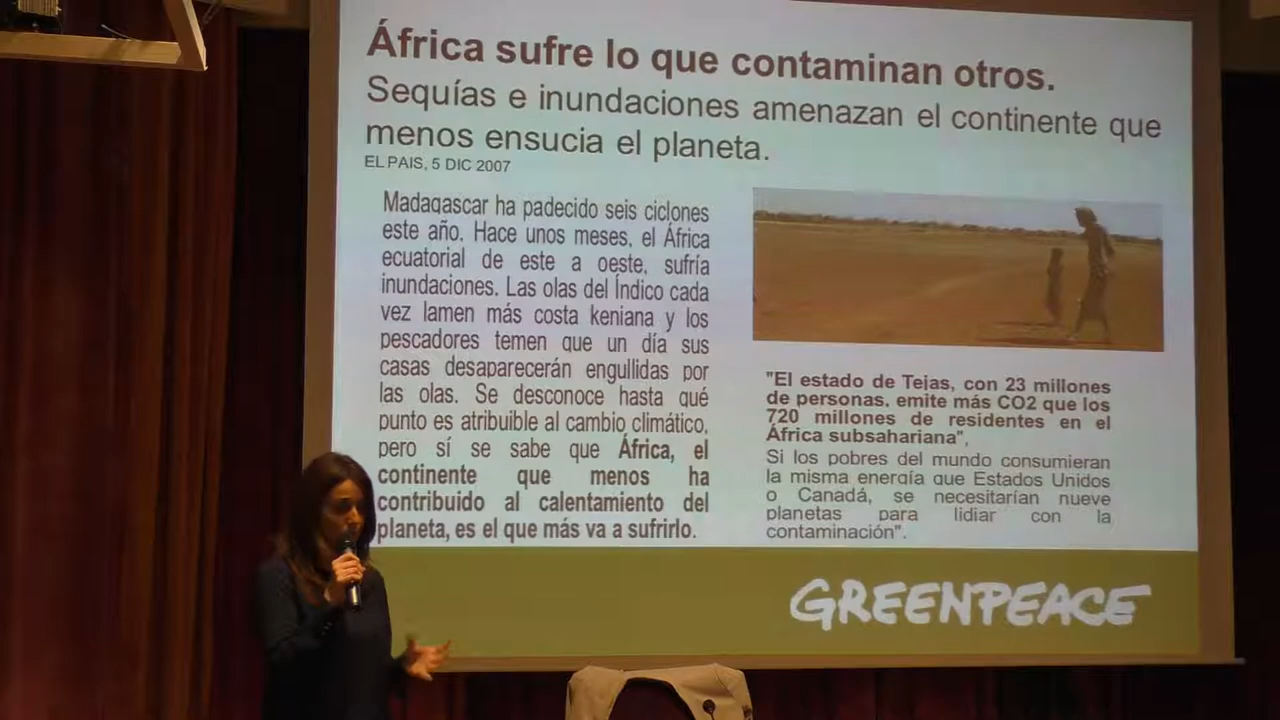 África sufre lo que contaminan otros.
Sequías e inundaciones amenazan el continente que
menos ensucia el planeta.
EL PAIS, 5 DIC 2007
Madagascar ha padecido seis ciclones
este año. Hace unos meses, el África
ecuatorial de este a oeste, sufría
inundaciones. Las olas del Índico cada
vez lamen más costa keniana y los
pescadores temen que un día sus
casas desaparecerán engullidas por
las olas. Se desconoce hasta qué
punto es atribuible al cambio climático,
pero sí se sabe que África, el
continente que menos ha
contribuido al calentamiento del
planeta, es el que más va a sufrirlo.
"El estado de Tejas, con 23 millones
de personas, emite más CO2 que los
720 millones de residentes en el
África subsahariana",
Si los pobres del mundo consumieran
la misma energía que Estados Unidos
o Canadá, se necesitarían nueve
planetas para lidiar con la
contaminación".
GREENPEACE